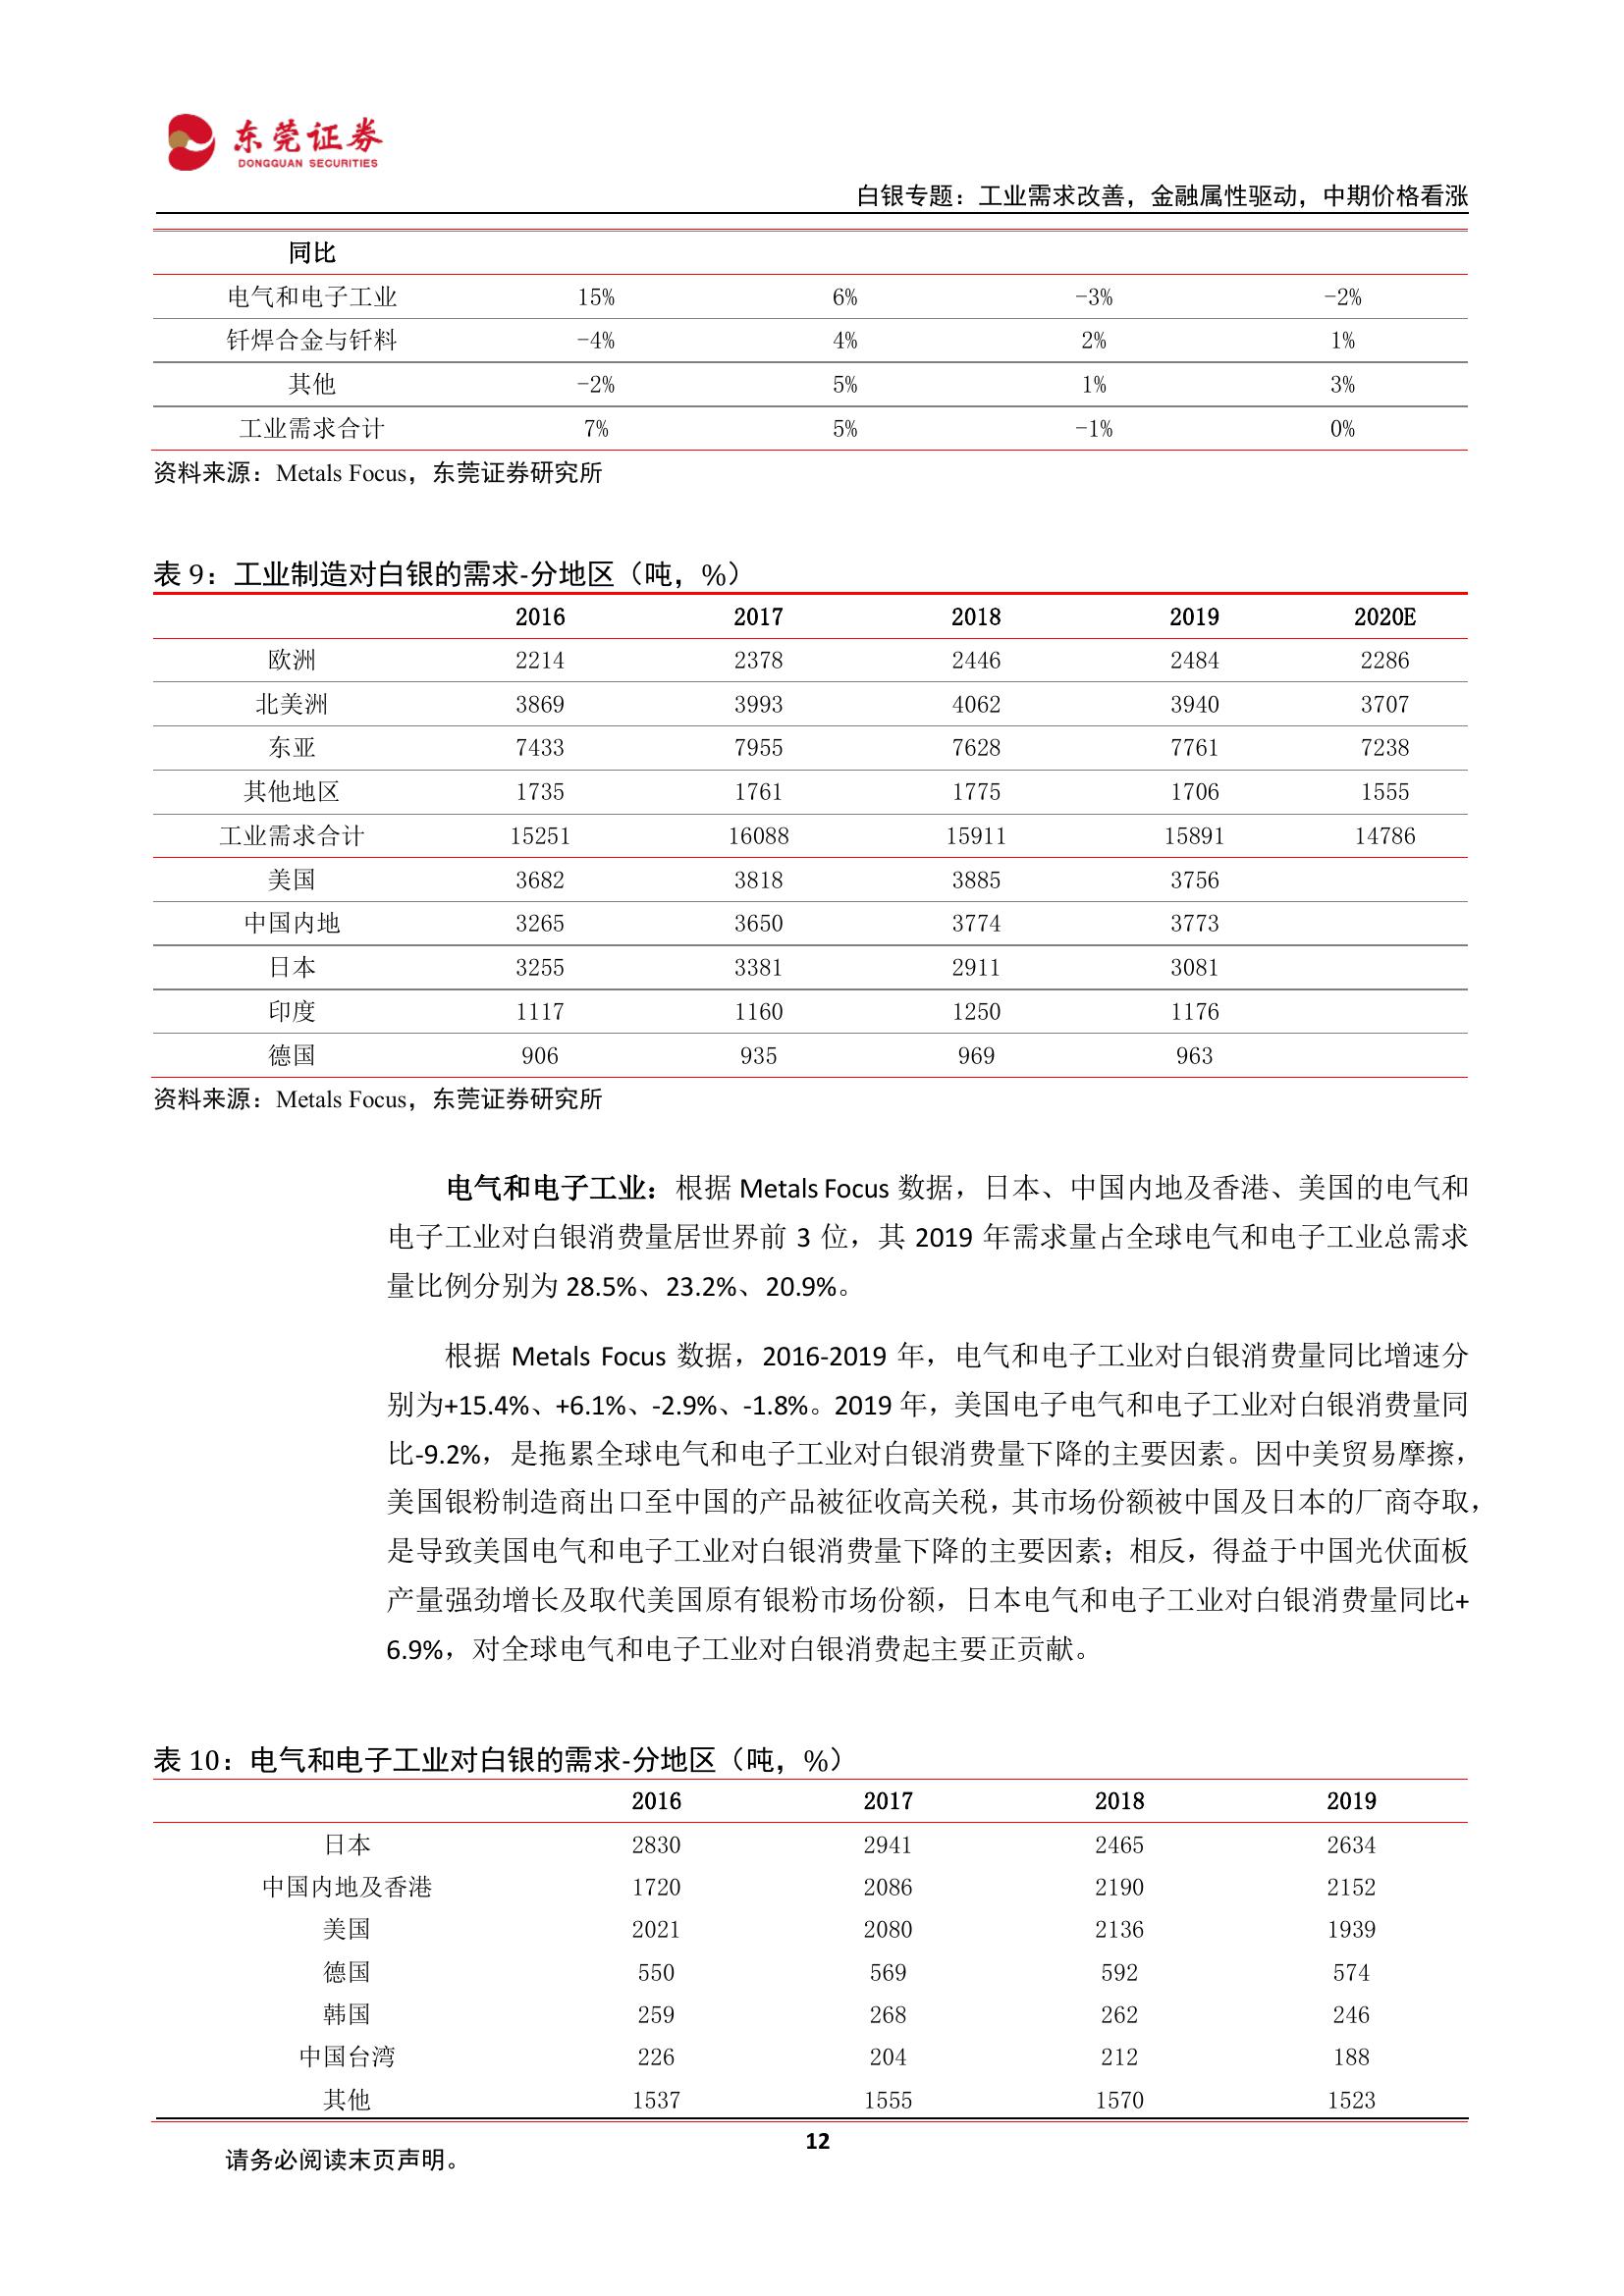 东莞证券
DONGGUAN SECURITIES
白银专题：工业需求改善，金融属性驱动，中期价格看涨
同比
电气和电子工业 15% 6% -3% -2%
钎焊合金与钎料 -4% 4% 2% 1%
其他 -2% 5% 1% 3%
工业需求合计 7% 5% -1% 0%
资料来源：Metals Focus，东莞证券研究所
表 9：工业制造对白银的需求-分地区（吨，%）
2016 2017 2018 2019 2020E
欧洲 2214 2378 2446 2484 2286
北美洲 3869 3993 4062 3940 3707
东亚 7433 7955 7628 7761 7238
其他地区 1735 1761 1775 1706 1555
工业需求合计 15251 16088 15911 15891 14786
美国 3682 3818 3885 3756
中国内地 3265 3650 3774 3773
日本 3255 3381 2911 3081
印度 1117 1160 1250 1176
德国 906 935 969 963
资料来源：Metals Focus，东莞证券研究所
电气和电子工业：根据 Metals Focus 数据，日本、中国内地及香港、美国的电气和
电子工业对白银消费量居世界前 3 位，其 2019 年需求量占全球电气和电子工业总需求
量比例分别为 28.5%、23.2%、20.9%。
根据 Metals Focus 数据，2016-2019 年，电气和电子工业对白银消费量同比增速分
别为+15.4%、+6.1%、-2.9%、-1.8%。2019 年，美国电子电气和电子工业对白银消费量同
比-9.2%，是拖累全球电气和电子工业对白银消费量下降的主要因素。因中美贸易摩擦，
美国银粉制造商出口至中国的产品被征收高关税，其市场份额被中国及日本的厂商夺取，
是导致美国电气和电子工业对白银消费量下降的主要因素；相反，得益于中国光伏面板
产量强劲增长及取代美国原有银粉市场份额，日本电气和电子工业对白银消费量同比+
6.9%，对全球电气和电子工业对白银消费起主要正贡献。
表 10：电气和电子工业对白银的需求-分地区（吨，%）
2016 2017 2018 2019
日本 2830 2941 2465 2634
中国内地及香港 1720 2086 2190 2152
美国 2021 2080 2136 1939
德国 550 569 592 574
韩国 259 268 262 246
中国台湾 226 204 212 188
其他 1537 1555 1570 1523
12
请务必阅读末页声明。